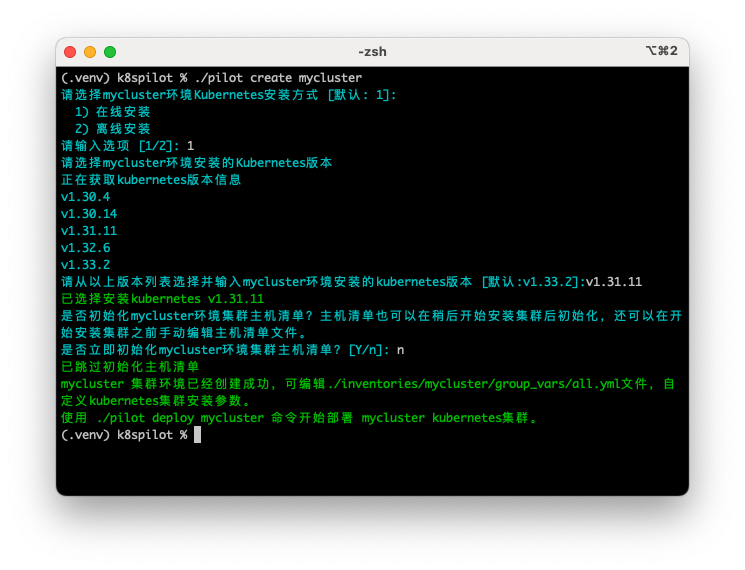 -zsh
⌥⌘2
(.venv) k8spilot % ./pilot create mycluster
请选择mycluster环境Kubernetes安装方式 [默认: 1]:
1) 在线安装
2) 离线安装
请输入选项 [1/2]: 1
请选择mycluster环境安装的Kubernetes版本
正在获取kubernetes版本信息
v1.30.4
v1.30.14
v1.31.11
v1.32.6
v1.33.2
请从以上版本列表选择并输入mycluster环境安装的kubernetes版本 [默认:v1.33.2]:v1.31.11
已选择安装kubernetes v1.31.11
是否初始化mycluster环境集群主机清单？主机清单也可以在稍后开始安装集群后初始化，还可以在开
始安装集群之前手动编辑主机清单文件。
是否立即初始化mycluster环境集群主机清单？[Y/n]: n
已跳过初始化主机清单
mycluster 集群环境已经创建成功，可编辑./inventories/mycluster/group_vars/all.yml文件，自
定义kubernetes集群安装参数。
使用 ./pilot deploy mycluster 命令开始部署 mycluster kubernetes集群。
(.venv) k8spilot %